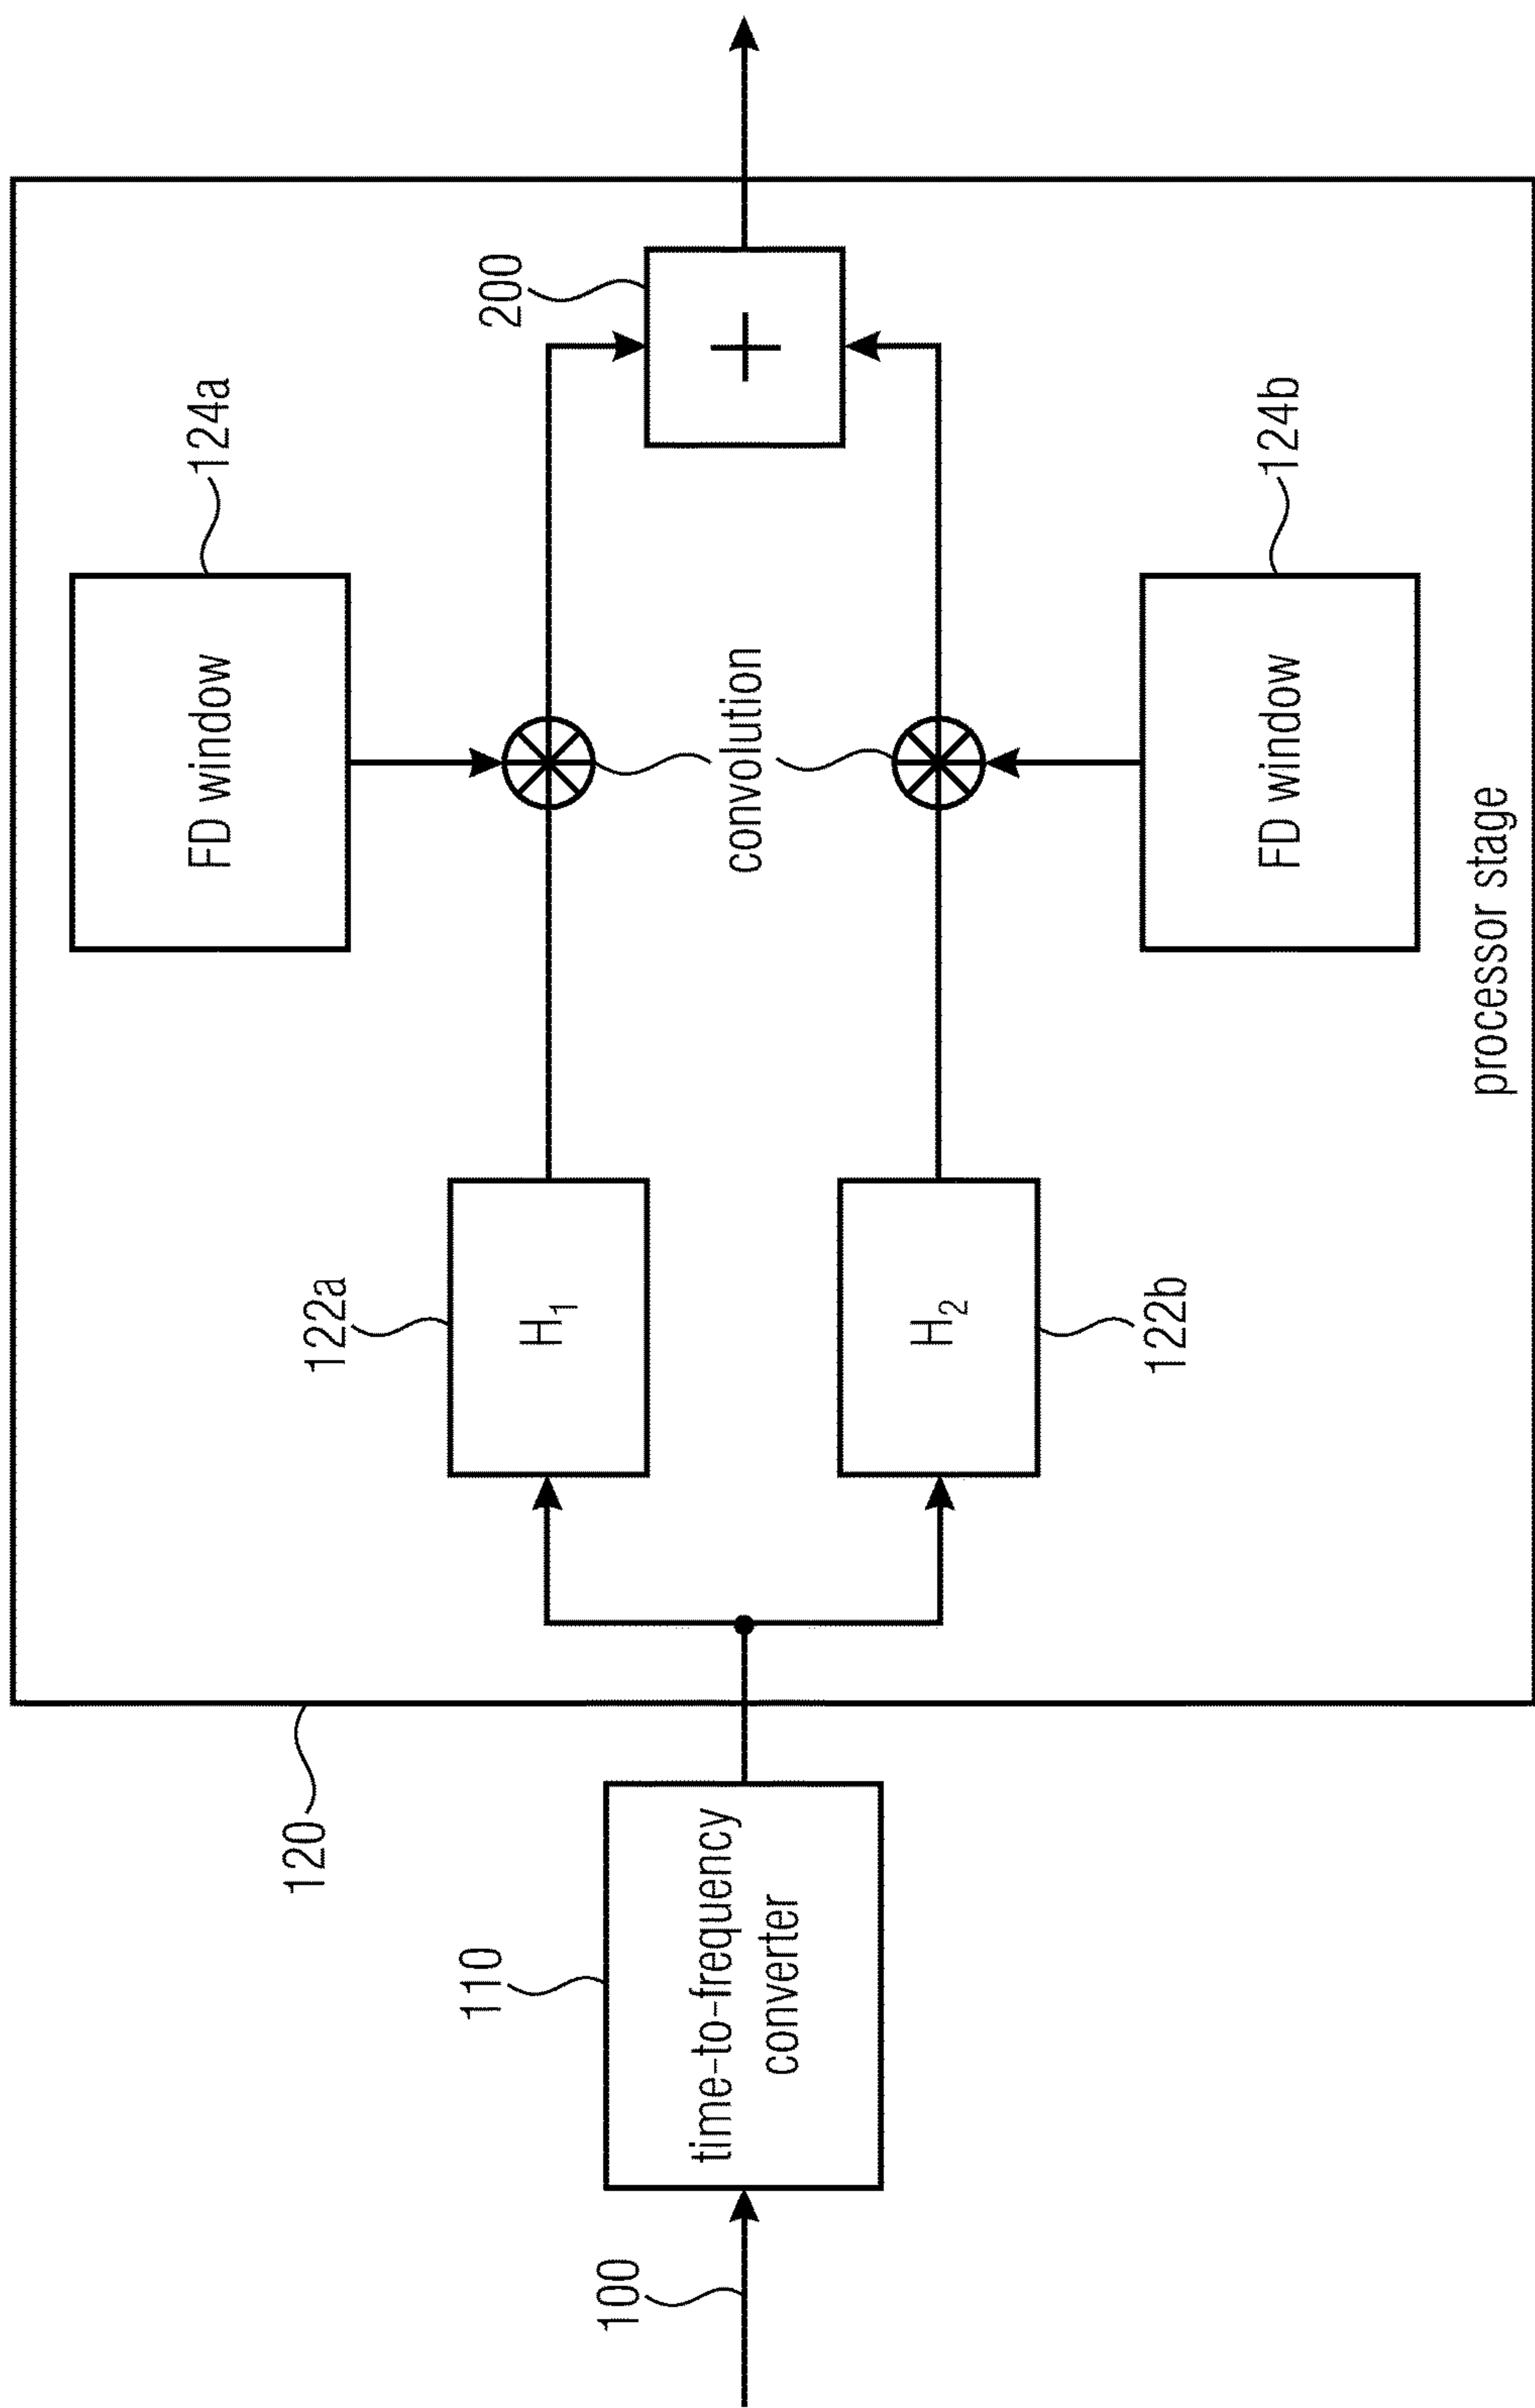 100
110
time-to-frequency
converter
120
122a
H₁
H₂
122b
FD window
124a
convolution
FD window
124b
200
+
processor stage